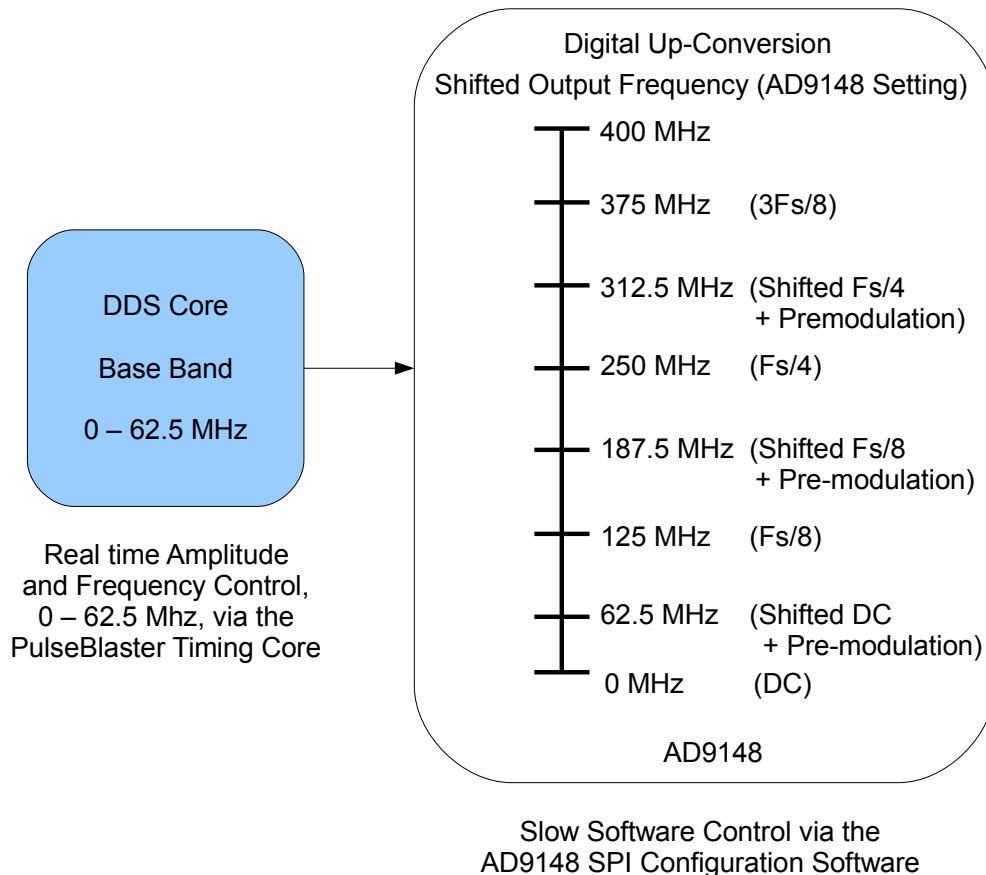 Digital Up-Conversion
Shifted Output Frequency (AD9148 Setting)
400 MHz
375 MHz (3Fs/8)
312.5 MHz (Shifted Fs/4
+ Premodulation)
250 MHz (Fs/4)
187.5 MHz (Shifted Fs/8
+ Pre-modulation)
125 MHz (Fs/8)
62.5 MHz (Shifted DC
+ Pre-modulation)
0 MHz (DC)
AD9148
DDS Core
Base Band
0 – 62.5 MHz
Real time Amplitude
and Frequency Control,
0 – 62.5 Mhz, via the
PulseBlaster Timing Core
Slow Software Control via the
AD9148 SPI Configuration Software